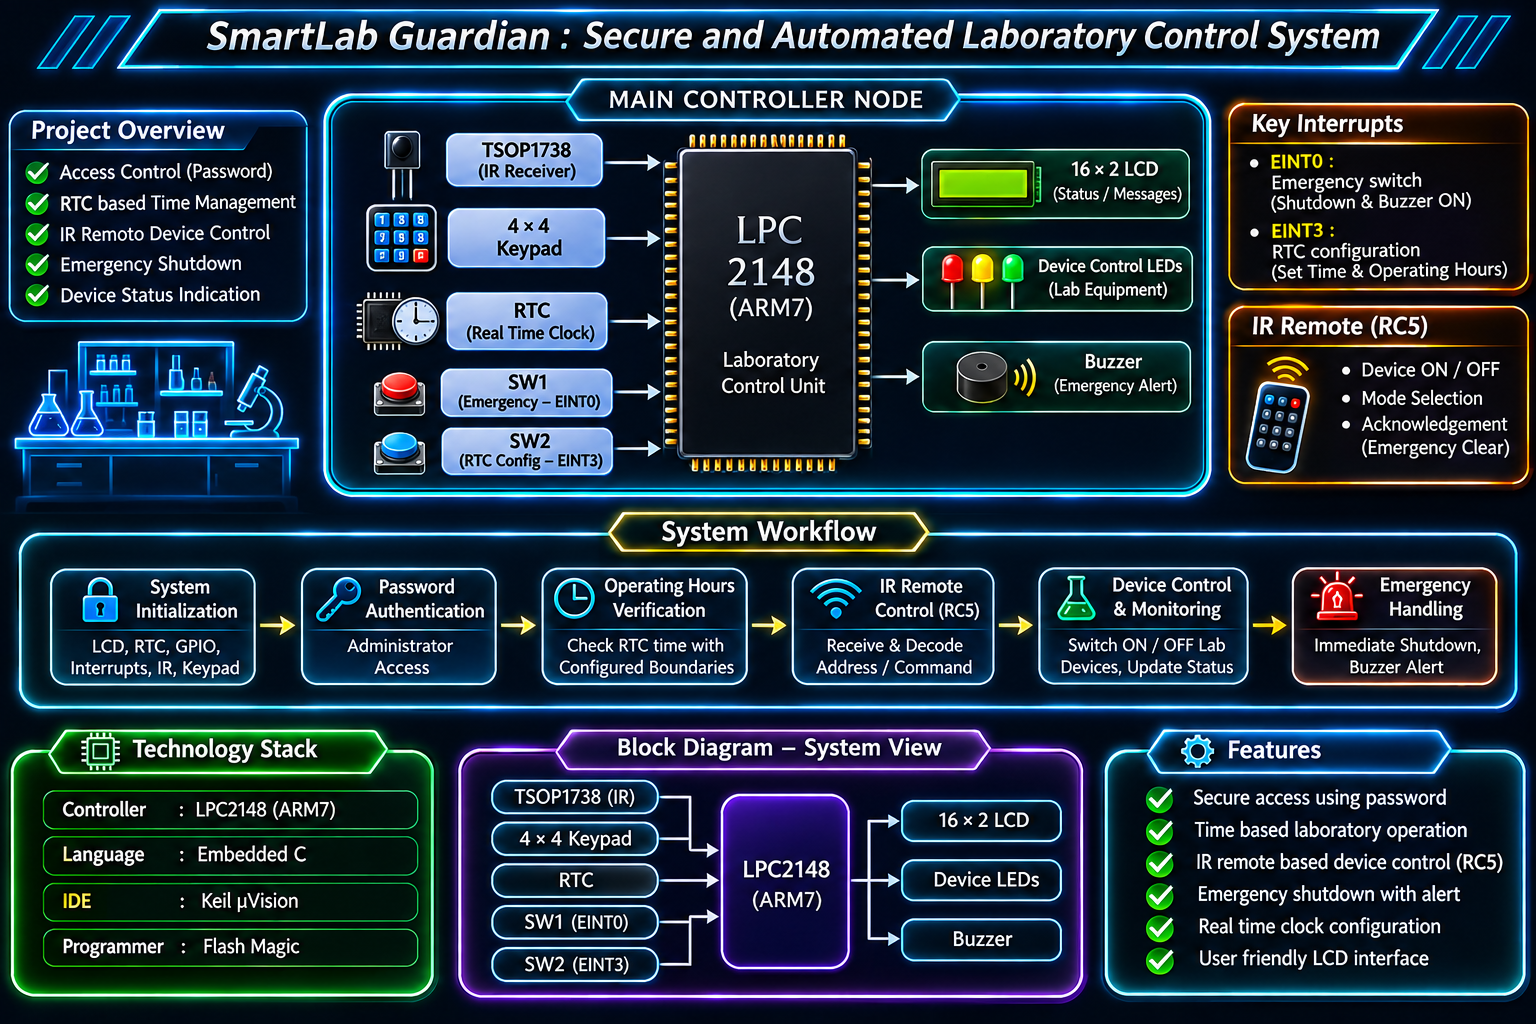 SmartLab Guardian : Secure and Automated Laboratory Control System
Project Overview
Access Control (Password)
RTC based Time Management
IR Remoto Device Control
Emergency Shutdown
Device Status Indication
MAIN CONTROLLER NODE
TSOP1738
(IR Receiver)
4 × 4
Keypad
RTC
(Real Time Clock)
SW1
(Emergency – EINT0)
SW2
(RTC Config – EINT3)
LPC
2148
(ARM7)
Laboratory
Control Unit
16 × 2 LCD
(Status / Messages)
Device Control LEDs
(Lab Equipment)
Buzzer
(Emergency Alert)
Key Interrupts
EINT0 :
Emergency switch
(Shutdown & Buzzer ON)
EINT3 :
RTC configuration
(Set Time & Operating Hours)
IR Remote (RC5)
Device ON / OFF
Mode Selection
Acknowledgement
(Emergency Clear)
System Workflow
System
Initialization
LCD, RTC, GPIO,
Interrupts, IR, Keypad
Password
Authentication
Administrator
Access
Operating Hours
Verification
Check RTC time with
Configured Boundaries
IR Remote
Control (RC5)
Receive & Decode
Address / Command
Device Control
& Monitoring
Switch ON / OFF Lab
Devices, Update Status
Emergency
Handling
Immediate Shutdown,
Buzzer Alert
Technology Stack
Controller : LPC2148 (ARM7)
Language : Embedded C
IDE : Keil µVision
Programmer : Flash Magic
Block Diagram – System View
TSOP1738 (IR)
4 × 4 Keypad
RTC
SW1 (EINT0)
SW2 (EINT3)
LPC2148
(ARM7)
16 × 2 LCD
Device LEDs
Buzzer
Features
Secure access using password
Time based laboratory operation
IR remote based device control (RC5)
Emergency shutdown with alert
Real time clock configuration
User friendly LCD interface